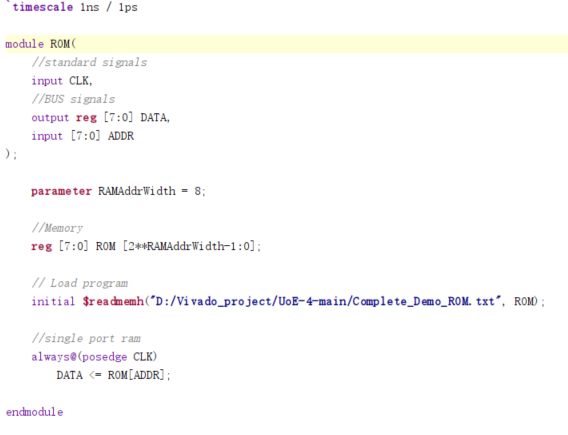 `timescale 1ns / 1ps
module ROM(
//standard signals
input CLK,
//BUS signals
output reg [7:0] DATA,
input [7:0] ADDR
);
parameter RAMAddrWidth = 8;
//Memory
reg [7:0] ROM [2**RAMAddrWidth-1:0];
// Load program
initial $readmemh("D:/Vivado_project/UoE-4-main/Complete_Demo_ROM.txt", ROM);
//single port ram
always@(posedge CLK)
DATA <= ROM[ADDR];
endmodule